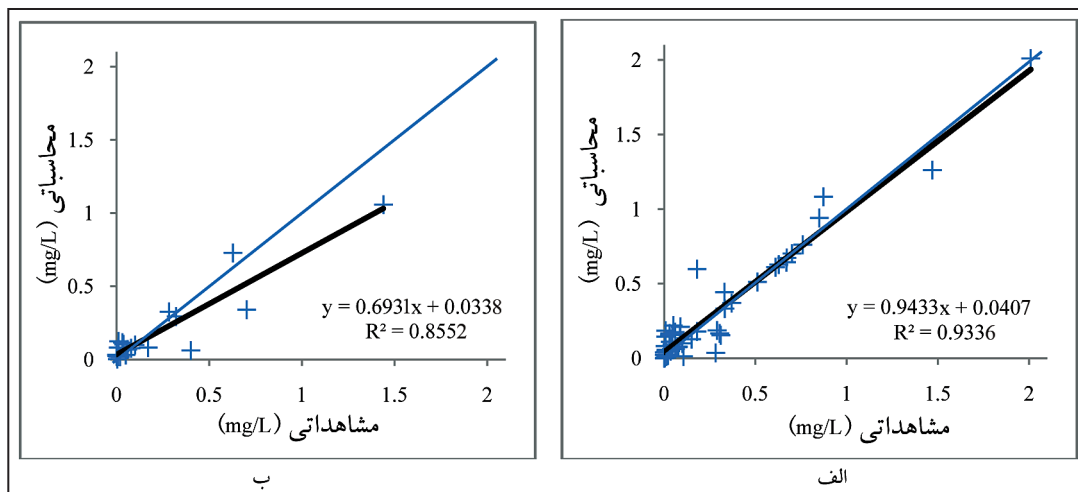 2
1.5
1
0.5
0
0
0.5
1
1.5
2
محاسباتی (mg/L)
مشاهداتی (mg/L)
y = 0.9433x + 0.0407
R² = 0.9336
الف
2
1.5
1
0.5
0
0
0.5
1
1.5
2
محاسباتی (mg/L)
مشاهداتی (mg/L)
y = 0.6931x + 0.0338
R² = 0.8552
ب